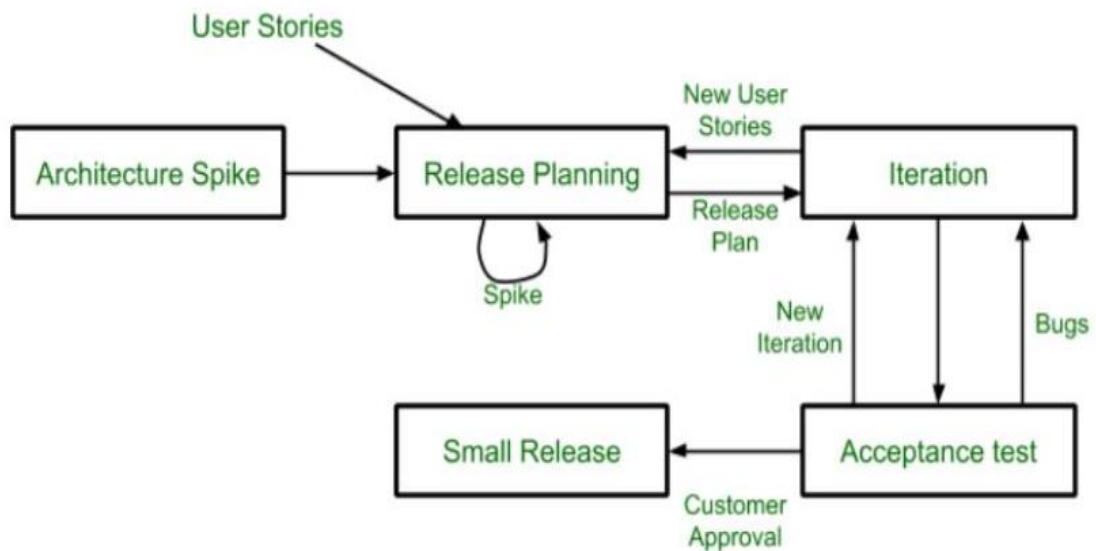 User Stories
Architecture Spike
Release Planning
New User
Stories
Iteration
Release
Plan
Spike
New
Iteration
Bugs
Small Release
Acceptance test
Customer
Approval